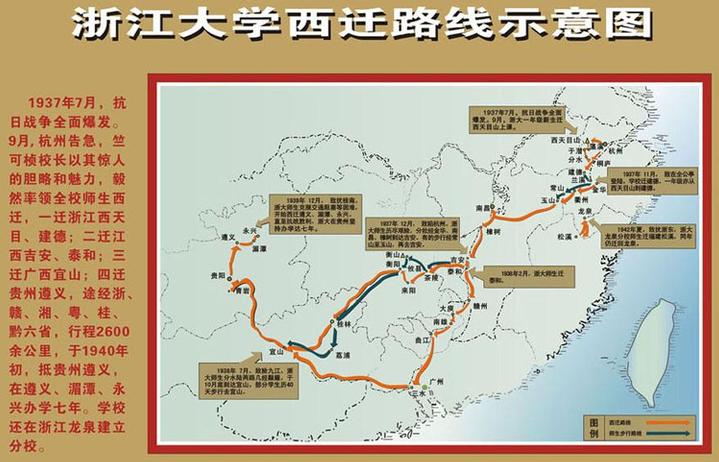 浙江大学西迁路线示意图
1937年7月，抗
日战争全面爆发。
9月，杭州告急，竺
可桢校长以其惊人
的胆略和魅力，毅
然率领全校师生西
迁，一迁浙江西天
目、建德；二迁江
西吉安、泰和；三
迁广西宜山；四迁
贵州遵义，途经浙、
赣、湘、粤、桂、
黔六省，行程2600
余公里，于1940年
初，抵贵州遵义，
在遵义、湄潭、永
兴办学七年。学校
还在浙江龙泉建立
分校。
1937年7月，抗日战争全面
爆发。9月，浙大一年级新生迁
西天目山上课。
西天目山
於潜
分水
杭州
桐庐
建德
兰溪
金华
常山
玉山
衢州
龙泉
松溪
1937年 11月，敌在全公亭
登陆，学校迁建德，一年级亦从
西天目山到建德。
1942年夏，敌扰浙东，浙大
龙泉分校师生迁福建松溪，同年
仍迁回龙泉。
1939年 12月，敌扰桂南，
浙大师生克服交通阻塞等困难，
开始西迁遵义、湄潭、永兴，
直至抗战胜利，浙大在贵州坚
持办学达七年。
永兴
遵义
湄潭
贵阳
青岩
1937年 12月，敌陷杭州，浙
大师生历尽艰险，分批经金华、南
昌、樟树到达吉安。有的步行经常
山至玉山，再去吉安。
南昌
樟树
吉安
泰和
1938年2月，浙大师生迁
泰和。
衡山
衡阳
攸县
茶陵
耒阳
赣州
大庾
南雄
曲江
桂林
荔浦
宜山
广州
三水
1938年 7月，敌陷九江，浙
大师生分水陆两路几经颠簸，于
10月底到达宜山，部分学生历40
天步行去宜山。
图
例
西迁路线
师生步行路线